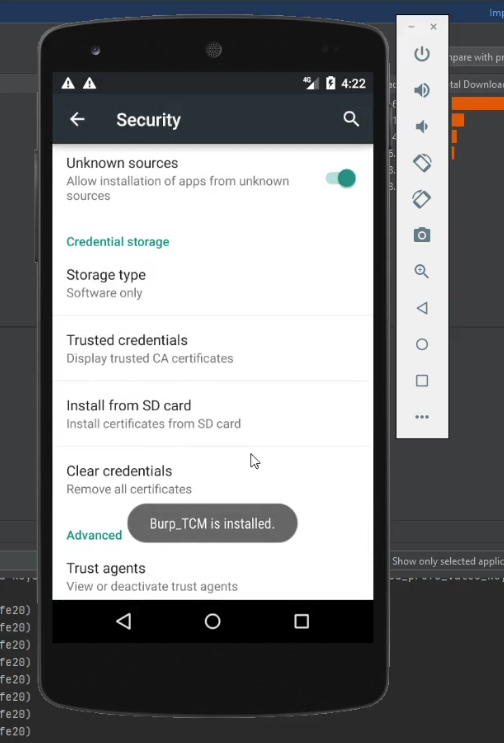 Imp
mpare with pr
tal Download
4G
4:22
Security
Unknown sources
Allow installation of apps from unknown
sources
Credential storage
Storage type
Software only
Trusted credentials
Display trusted CA certificates
Install from SD card
Install certificates from SD card
Clear credentials
Remove all certificates
Burp_TCM is installed.
Advanced
Trust agents
View or deactivate trust agents
Show only selected applic
fe20)
fe20)
fe20)
fe20)
fe20)
fe20)
fe20)
fe20)